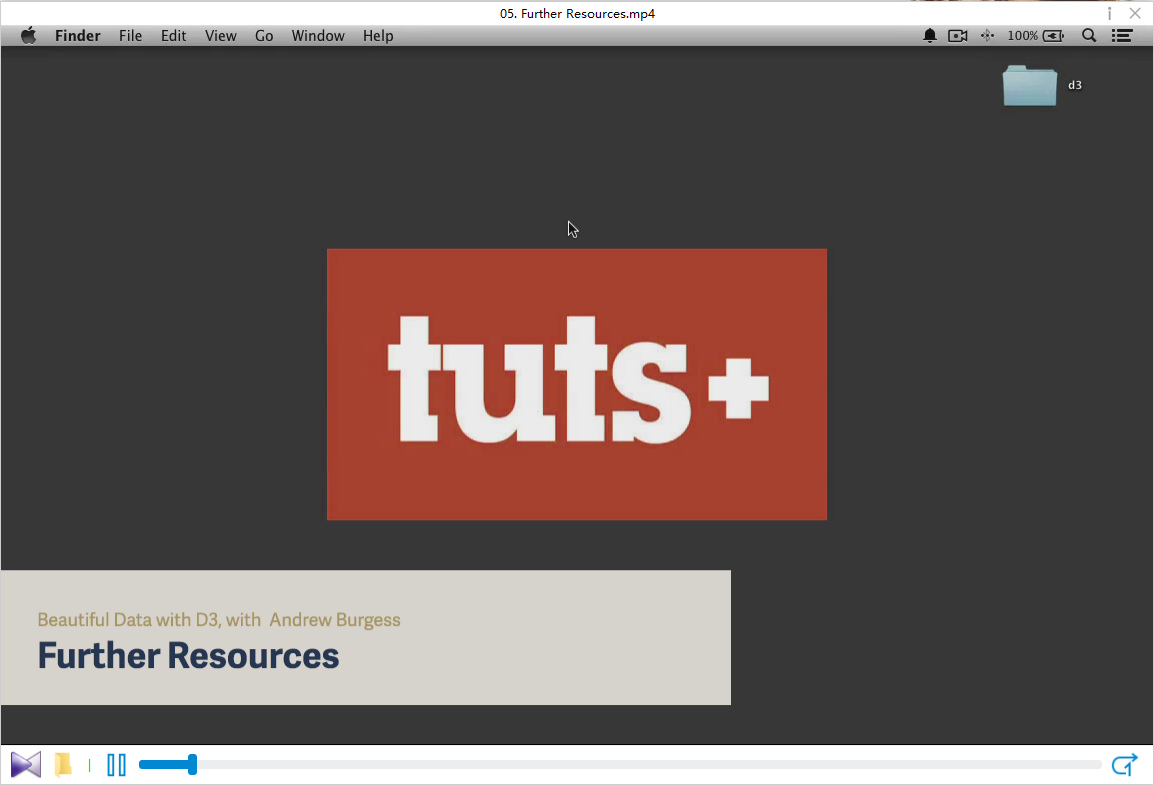 05. Further Resources.mp4
Finder File Edit View Go Window Help 100%
d3
tuts+
Beautiful Data with D3, with Andrew Burgess
Further Resources